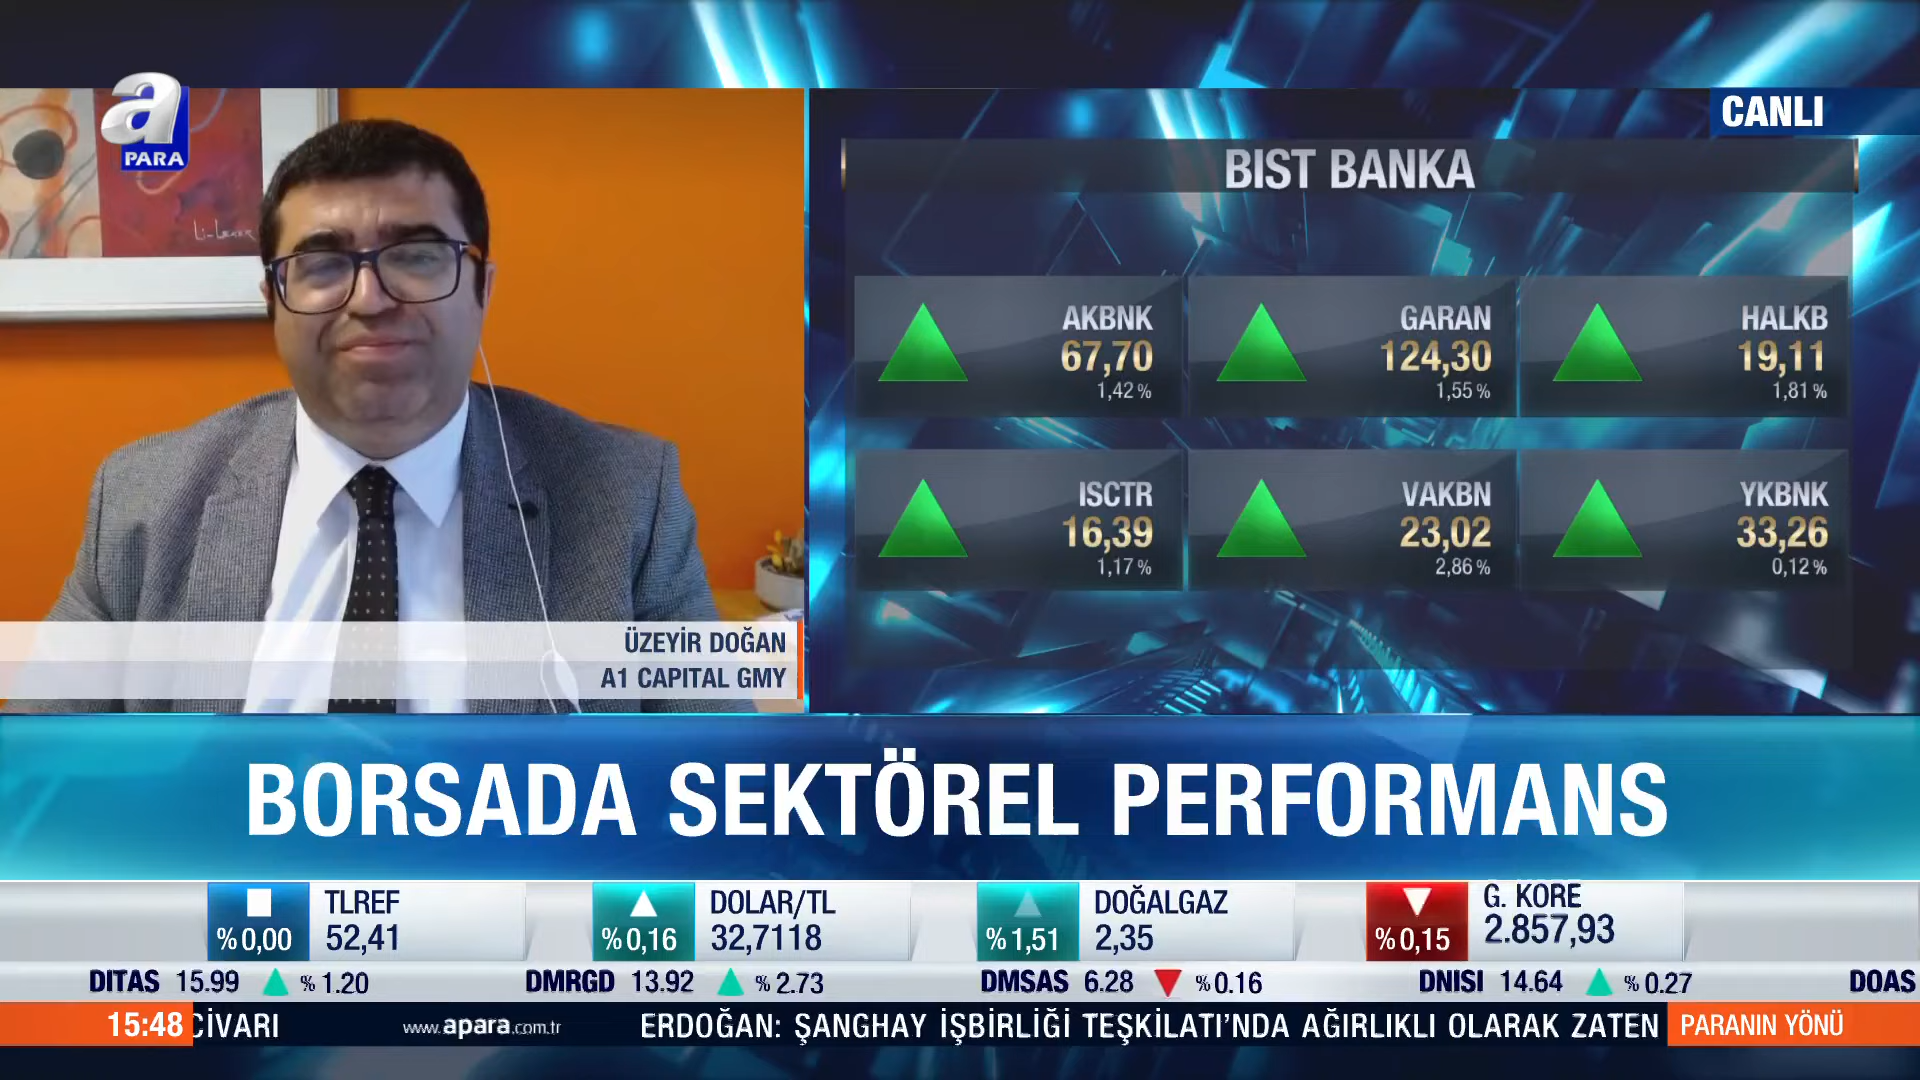 a
PARA
Li-Leker
CANLI
BIST BANKA
AKBNK
67,70
1,42 %
GARAN
124,30
1,55 %
HALKB
19,11
1,81 %
ISCTR
16,39
1,17 %
VAKBN
23,02
2,86 %
YKBNK
33,26
0,12 %
ÜZEYİR DOĞAN
A1 CAPITAL GMY
BORSADA SEKTÖREL PERFORMANS
% 0,00 TLREF 52,41
% 0,16 DOLAR/TL 32,7118
% 1,51 DOĞALGAZ 2,35
% 0,15 G. KORE 2.857,93
DITAS 15.99 % 1.20 DMRGD 13.92 % 2.73 DMSAS 6.28 % 0.16 DNISI 14.64 % 0.27 DOAS
15:48 CİVARI www.apara.com.tr ERDOĞAN: ŞANGHAY İŞBİRLİĞİ TEŞKİLATI'NDA AĞIRLIKLI OLARAK ZATEN PARANIN YÖNÜ